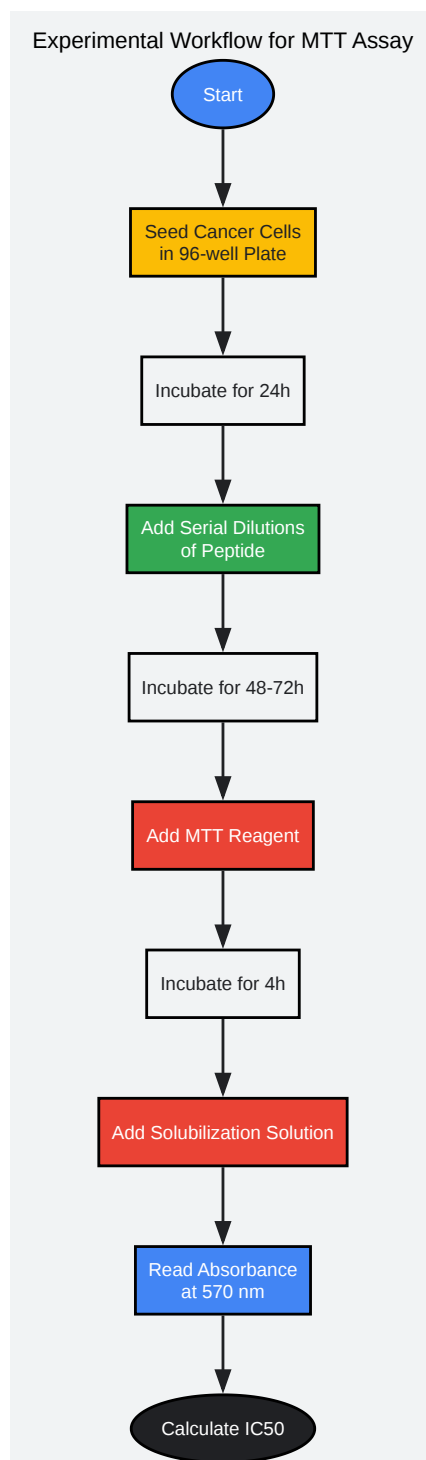 Experimental Workflow for MTT Assay
Start
Seed Cancer Cells
in 96-well Plate
Incubate for 24h
Add Serial Dilutions
of Peptide
Incubate for 48-72h
Add MTT Reagent
Incubate for 4h
Add Solubilization Solution
Read Absorbance
at 570 nm
Calculate IC50